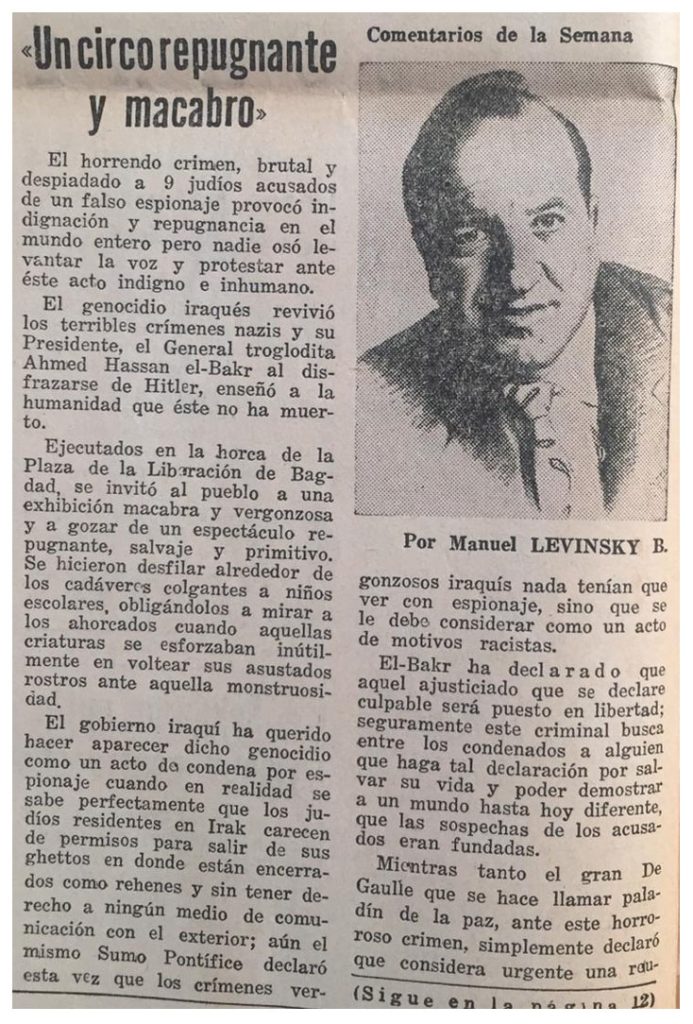 «Un circo repugnante
y macabro»
El horrendo crimen, brutal y
despiadado a 9 judíos acusados
de un falso espionaje provocó in-
dignación y repugnancia en el
mundo entero pero nadie osó le-
vantar la voz y protestar ante
éste acto indigno e inhumano.
El genocidio iraqués revivió
los terribles crímenes nazis y su
Presidente, el General troglodita
Ahmed Hassan el-Bakr al dis-
frazarse de Hitler, enseñó a la
humanidad que éste no ha muer-
to.
Ejecutados en la horca de la
Plaza de la Liberación de Bag-
dad, se invitó al pueblo a una
exhibición macabra y vergonzosa
y a gozar de un espectáculo re-
pugnante, salvaje y primitivo.
Se hicieron desfilar alrededor de
los cadáveres colgantes a niños
escolares, obligándolos a mirar a
los ahorcados cuando aquellas
criaturas se esforzaban inútil-
mente en voltear sus asustados
rostros ante aquella monstruosi-
dad.
El gobierno iraquí ha querido
hacer aparecer dicho genocidio
como un acto de condena por es-
pionaje cuando en realidad se
sabe perfectamente que los ju-
díos residentes en Irak carecen
de permisos para salir de sus
ghettos en donde están encerra-
dos como rehenes y sin tener de-
recho a ningún medio de comu-
nicación con el exterior; aún el
mismo Sumo Pontífice declaró
esta vez que los crímenes ver-
Comentarios de la Semana
Por Manuel LEVINSKY B.
gonzosos iraquís nada tenían que
ver con espionaje, sino que se
le debe considerar como un acto
de motivos racistas.
El-Bakr ha declarado que
aquel ajusticiado que se declare
culpable será puesto en libertad;
seguramente este criminal busca
entre los condenados a alguien
que haga tal declaración por sal-
var su vida y poder demostrar
a un mundo hasta hoy diferente,
que las sospechas de los acusa-
dos eran fundadas.
Mientras tanto el gran De
Gaulle que se hace llamar pala-
dín de la paz, ante este horro-
roso crimen, simplemente declaró
que considera urgente una reu-
(Sigue en la página 12)